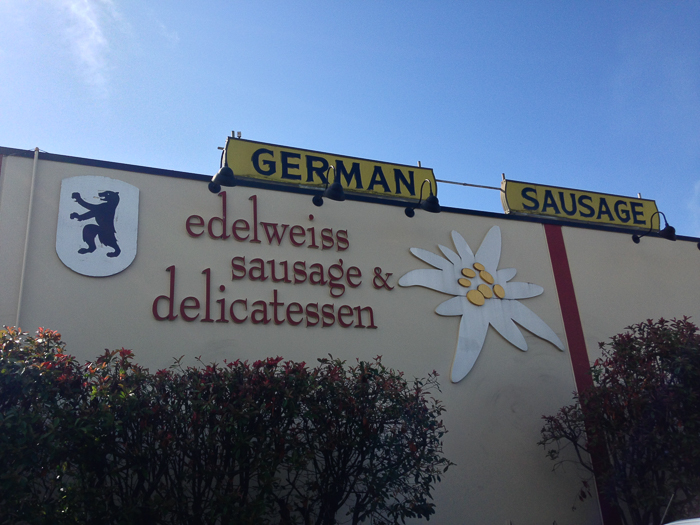 GERMAN SAUSAGE
edelweiss
sausage &
delicatessen